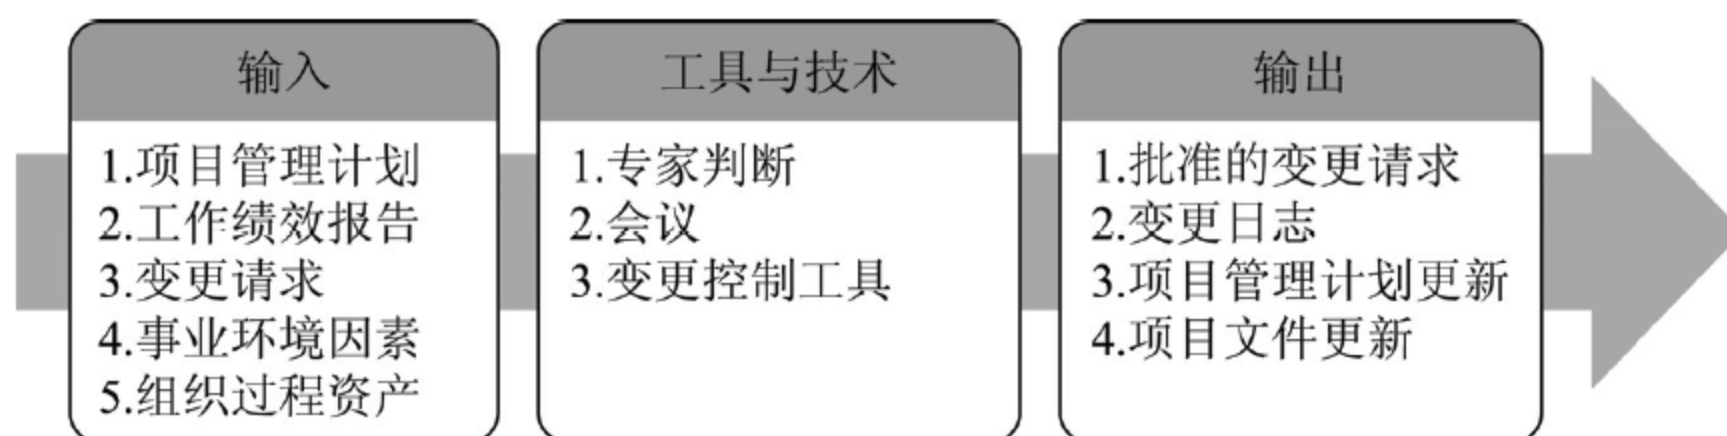 输入
1.项目管理计划
2.工作绩效报告
3.变更请求
4.事业环境因素
5.组织过程资产
工具与技术
1.专家判断
2.会议
3.变更控制工具
输出
1.批准的变更请求
2.变更日志
3.项目管理计划更新
4.项目文件更新